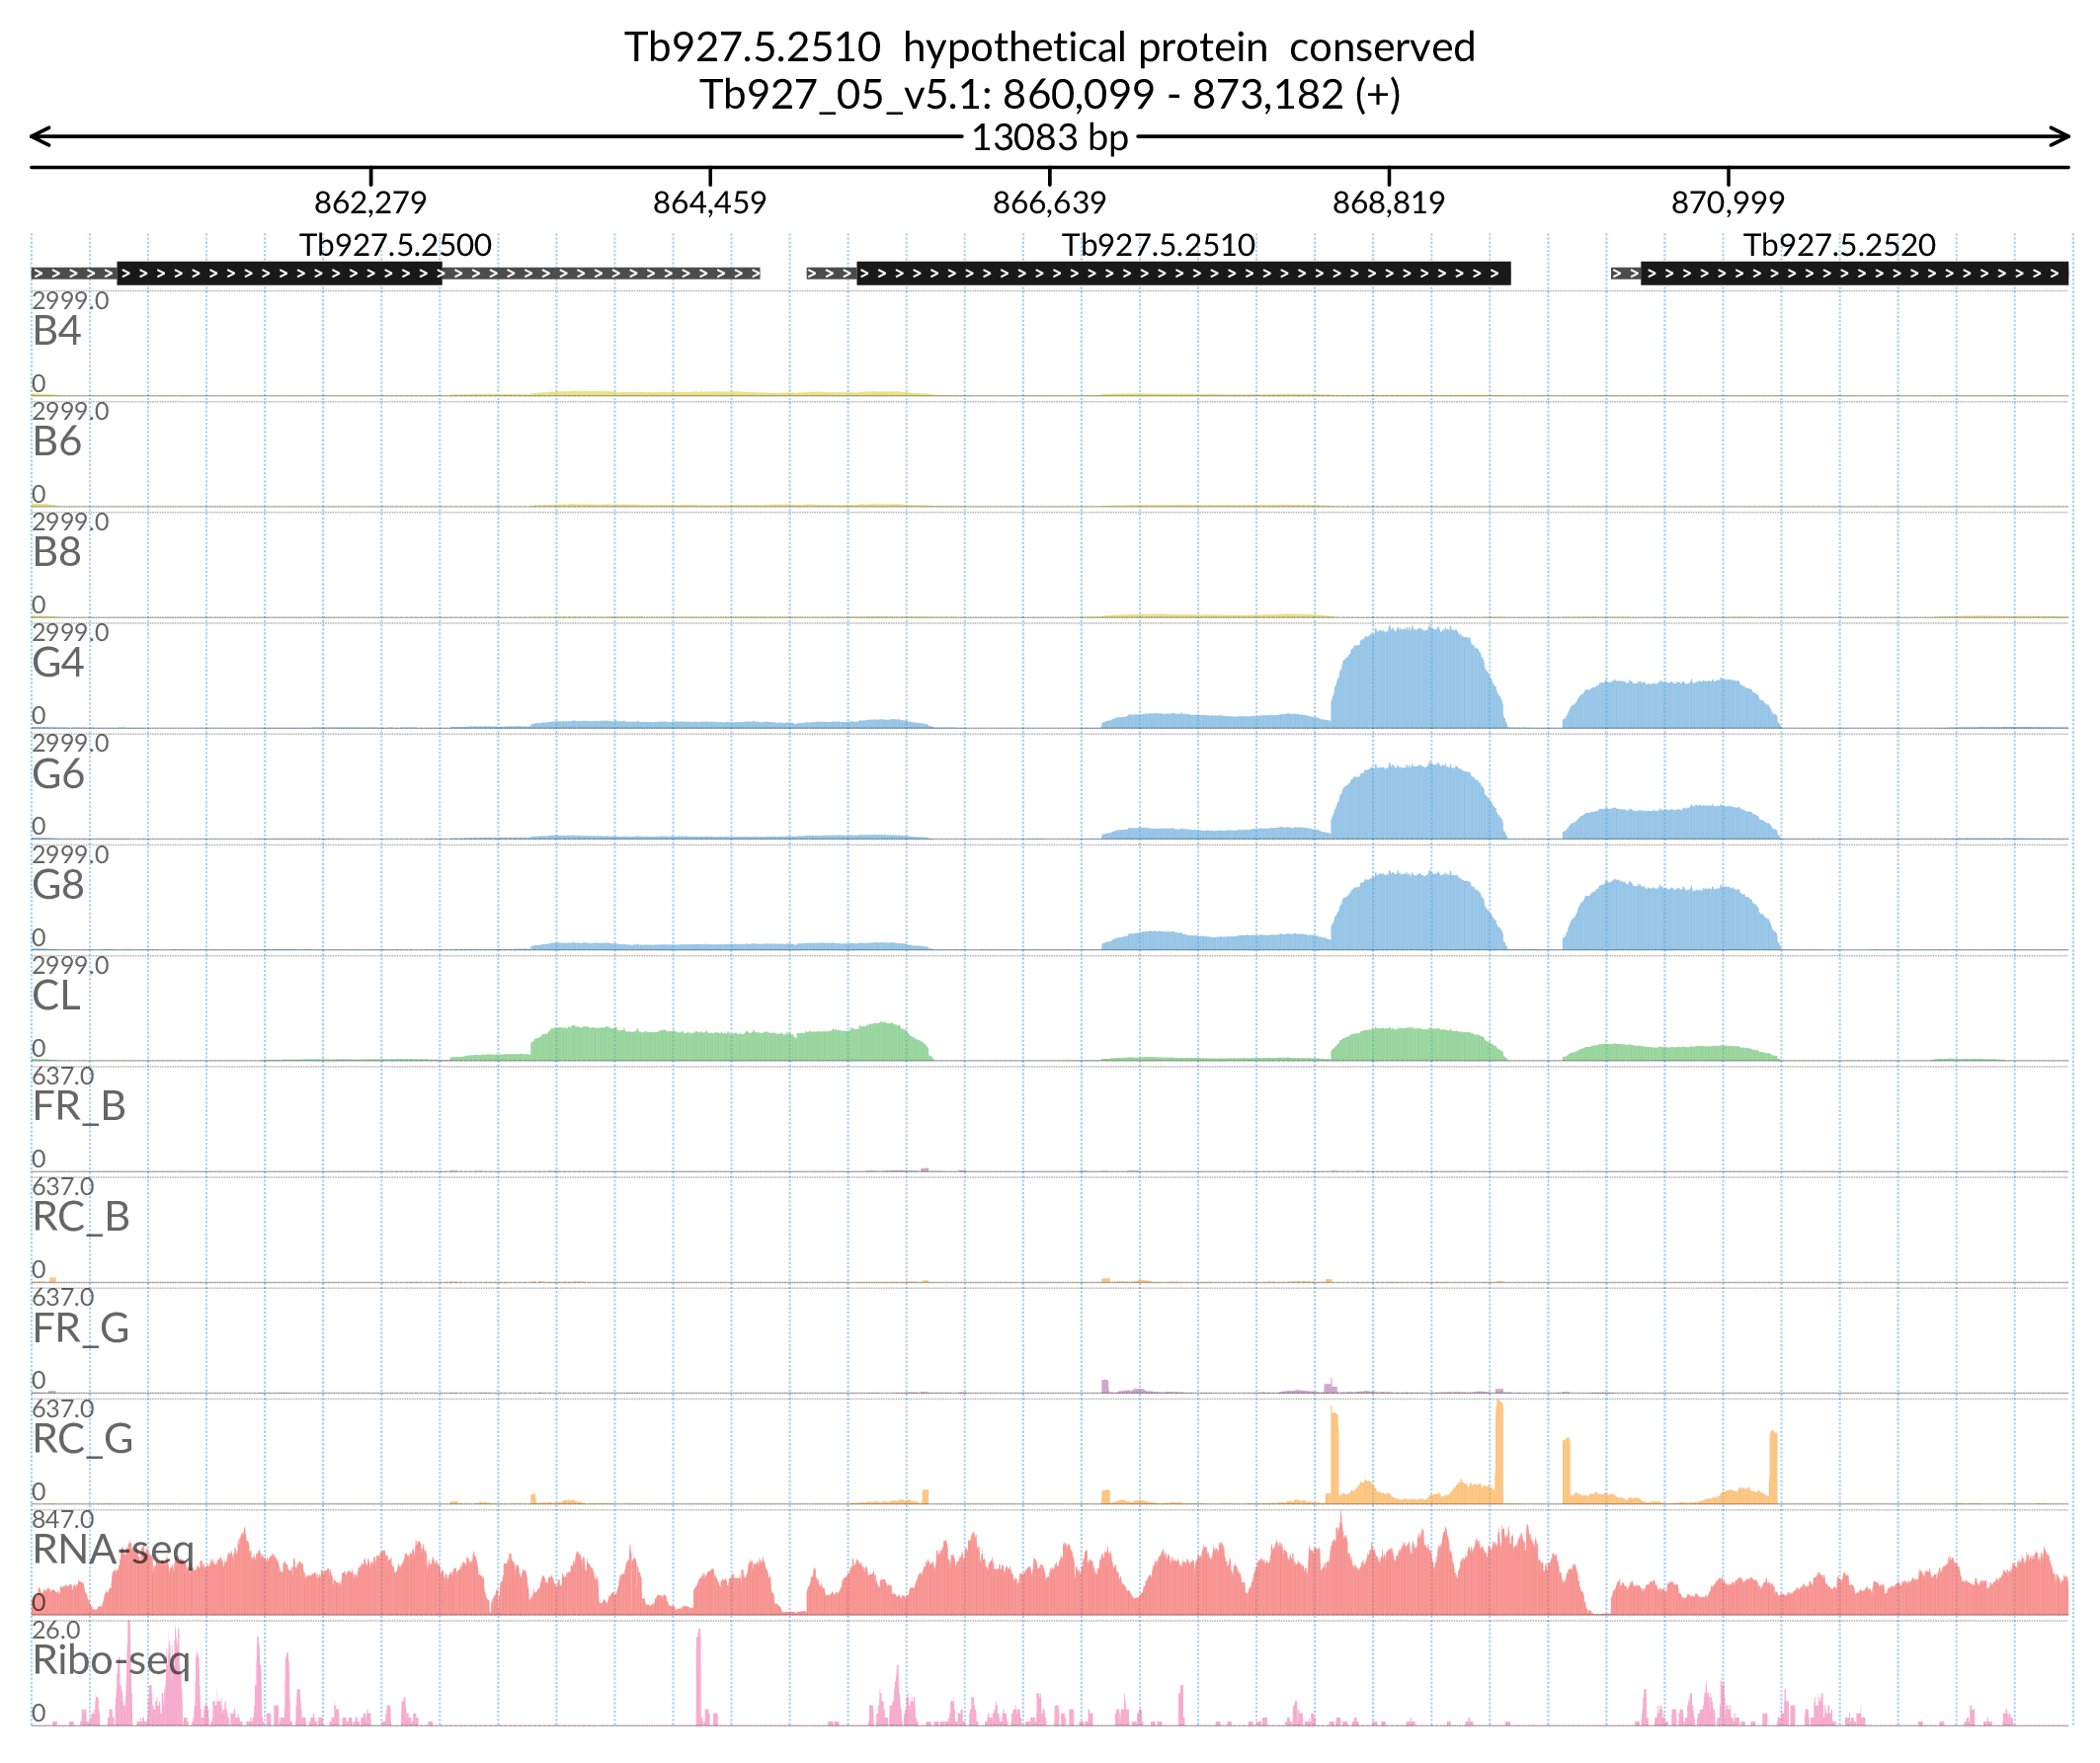 Tb927.5.2510  hypothetical protein  conserved
Tb927_05_v5.1: 860,099 - 873,182 (+)
13083 bp
862,279 864,459 866,639 868,819 870,999
Tb927.5.2500 Tb927.5.2510 Tb927.5.2520
2999.0
B4
0
2999.0
B6
0
2999.0
B8
0
2999.0
G4
0
2999.0
G6
0
2999.0
G8
0
2999.0
CL
0
637.0
FR_B
0
637.0
RC_B
0
637.0
FR_G
0
637.0
RC_G
0
847.0
RNA-seq
0
26.0
Ribo-seq
0